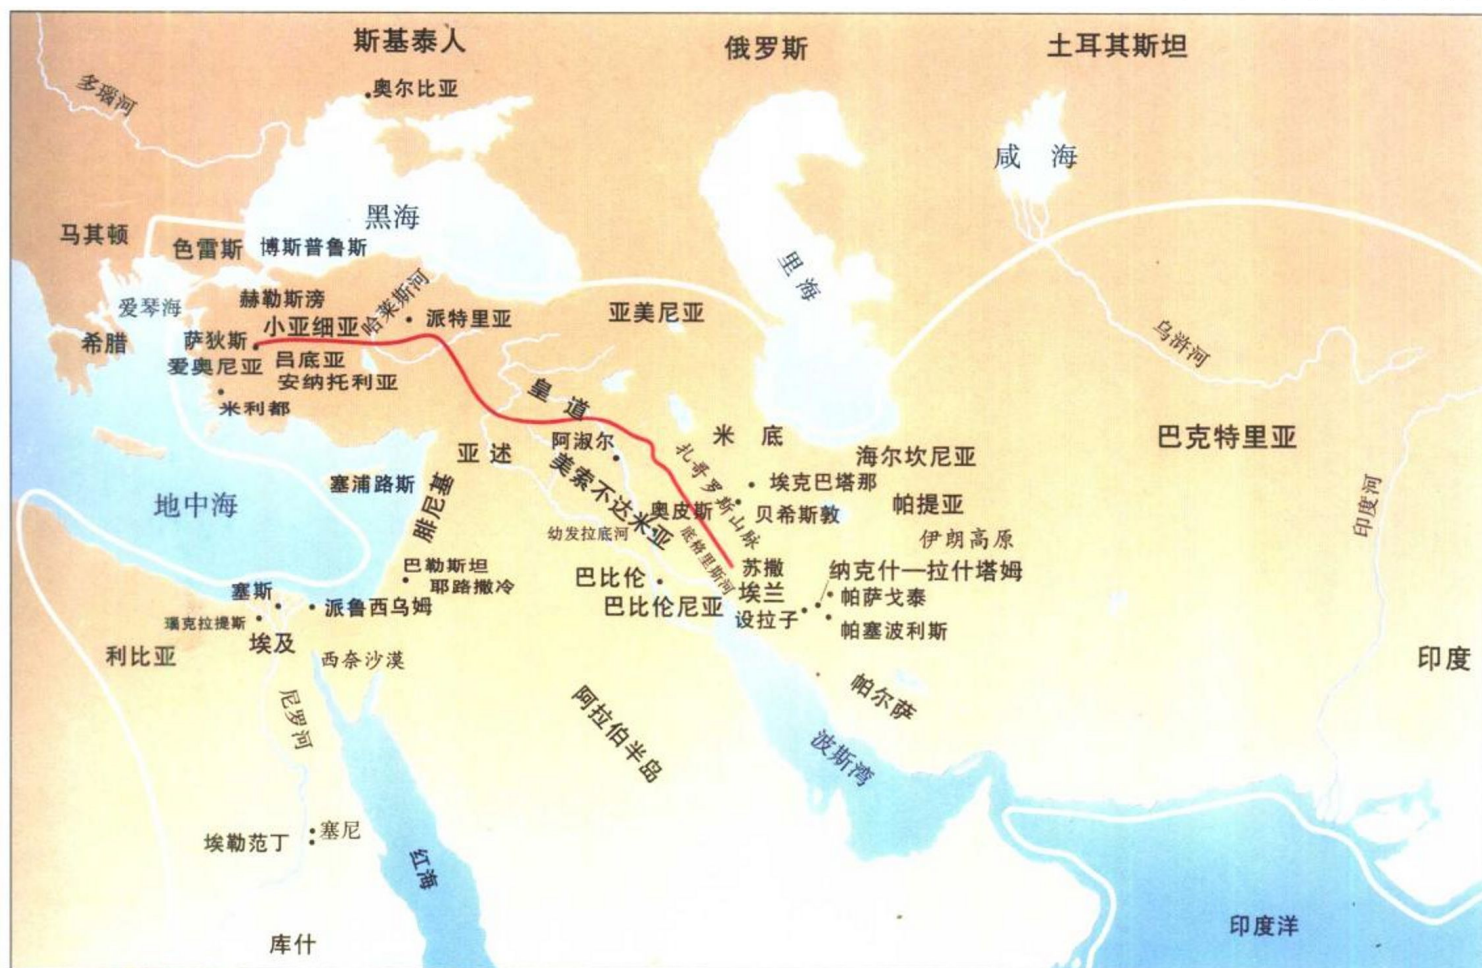 斯基泰人
俄罗斯
土耳其斯坦
多瑙河
奥尔比亚
咸 海
黑海
马其顿
色雷斯
博斯普鲁斯
里海
爱琴海
赫勒斯滂
哈莱斯河
派特里亚
亚美尼亚
希腊
萨狄斯
小亚细亚
乌浒河
爱奥尼亚
吕底亚
安纳托利亚
米利都
皇 道
米 底
巴克特里亚
亚述
阿淑尔
扎哥罗斯山脉
海尔坎尼亚
地中海
塞浦路斯
腓尼基
美索不达米亚
埃克巴塔那
帕提亚
印度河
奥皮斯
贝希斯敦
伊朗高原
幼发拉底河
底格里斯河
巴勒斯坦
耶路撒冷
巴比伦
苏撒
纳克什—拉什塔姆
塞斯
派鲁西乌姆
巴比伦尼亚
埃兰
帕萨戈泰
瑙克拉提斯
设拉子
帕塞波利斯
利比亚
埃及
西奈沙漠
印度
尼罗河
阿拉伯半岛
帕尔萨
波斯湾
埃勒范丁
塞尼
红海
库什
印度洋